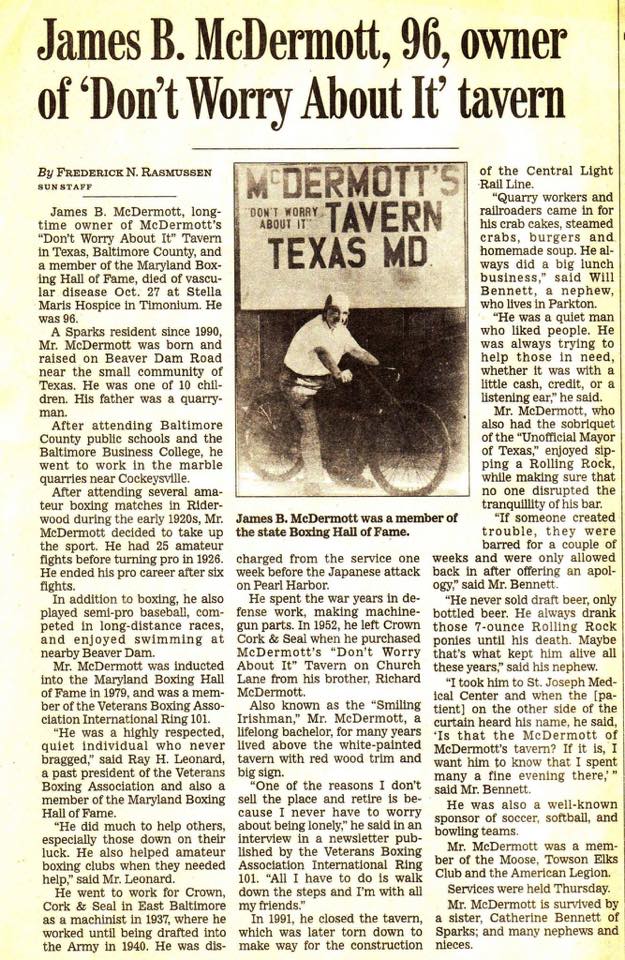 James B. McDermott, 96, owner
of ‘Don’t Worry About It’ tavern
By FREDERICK N. RASMUSSEN
SUN STAFF
James B. McDermott, long-
time owner of McDermott’s
“Don’t Worry About It” Tavern
in Texas, Baltimore County, and
a member of the Maryland Box-
ing Hall of Fame, died of vascu-
lar disease Oct. 27 at Stella
Maris Hospice in Timonium. He
was 96.
A Sparks resident since 1990,
Mr. McDermott was born and
raised on Beaver Dam Road
near the small community of
Texas. He was one of 10 chil-
dren. His father was a quarry-
man.
After attending Baltimore
County public schools and the
Baltimore Business College, he
went to work in the marble
quarries near Cockeysville.
After attending several ama-
teur boxing matches in Rider-
wood during the early 1920s, Mr.
McDermott decided to take up
the sport. He had 25 amateur
fights before turning pro in 1926.
He ended his pro career after six
fights.
In addition to boxing, he also
played semi-pro baseball, com-
peted in long-distance races,
and enjoyed swimming at
nearby Beaver Dam.
Mr. McDermott was inducted
into the Maryland Boxing Hall
of Fame in 1979, and was a mem-
ber of the Veterans Boxing Asso-
ciation International Ring 101.
“He was a highly respected,
quiet individual who never
bragged,” said Ray H. Leonard,
a past president of the Veterans
Boxing Association and also a
member of the Maryland Boxing
Hall of Fame.
“He did much to help others,
especially those down on their
luck. He also helped amateur
boxing clubs when they needed
help,” said Mr. Leonard.
He went to work for Crown,
Cork & Seal in East Baltimore
as a machinist in 1937, where he
worked until being drafted into
the Army in 1940. He was dis-
McDERMOTT’S
“DON’T WORRY
ABOUT IT”
TAVERN
TEXAS MD.
James B. McDermott was a member of
the state Boxing Hall of Fame.
charged from the service one
week before the Japanese attack
on Pearl Harbor.
He spent the war years in de-
fense work, making machine-
gun parts. In 1952, he left Crown
Cork & Seal when he purchased
McDermott’s “Don’t Worry
About It” Tavern on Church
Lane from his brother, Richard
McDermott.
Also known as the “Smiling
Irishman,” Mr. McDermott, a
lifelong bachelor, for many years
lived above the white-painted
tavern with red wood trim and
big sign.
“One of the reasons I don’t
sell the place and retire is be-
cause I never have to worry
about being lonely,” he said in an
interview in a newsletter pub-
lished by the Veterans Boxing
Association International Ring
101. “All I have to do is walk
down the steps and I’m with all
my friends.”
In 1991, he closed the tavern,
which was later torn down to
make way for the construction
of the Central Light
Rail Line.
“Quarry workers and
railroaders came in for
his crab cakes, steamed
crabs, burgers and
homemade soup. He al-
ways did a big lunch
business,” said Will
Bennett, a nephew,
who lives in Parkton.
“He was a quiet man
who liked people. He
was always trying to
help those in need,
whether it was with a
little cash, credit, or a
listening ear,” he said.
Mr. McDermott, who
also had the sobriquet
of the “Unofficial Mayor
of Texas,” enjoyed sip-
ping a Rolling Rock,
while making sure that
no one disrupted the
tranquillity of his bar.
“If someone created
trouble, they were
barred for a couple of
weeks and were only allowed
back in after offering an apol-
ogy,” said Mr. Bennett.
“He never sold draft beer, only
bottled beer. He always drank
those 7-ounce Rolling Rock
ponies until his death. Maybe
that’s what kept him alive all
these years,” said his nephew.
“I took him to St. Joseph Med-
ical Center and when the [pa-
tient] on the other side of the
curtain heard his name, he said,
‘Is that the McDermott of
McDermott’s tavern? If it is, I
want him to know that I spent
many a fine evening there,’ ”
said Mr. Bennett.
He was also a well-known
sponsor of soccer, softball, and
bowling teams.
Mr. McDermott was a mem-
ber of the Moose, Towson Elks
Club and the American Legion.
Services were held Thursday.
Mr. McDermott is survived by
a sister, Catherine Bennett of
Sparks; and many nephews and
nieces.